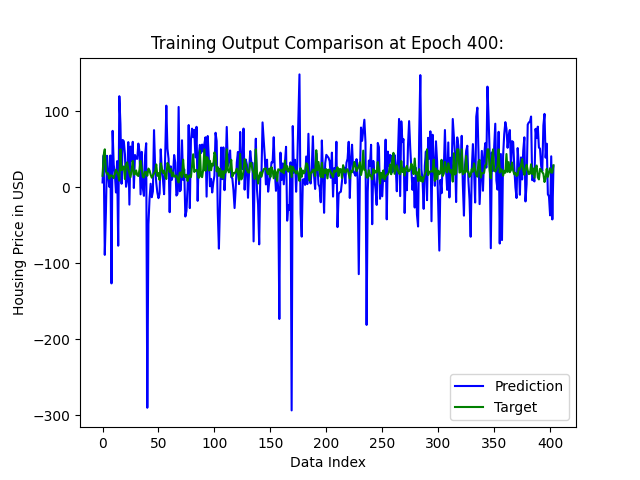 Training Output Comparison at Epoch 400:
Housing Price in USD
100
0
−100
−200
−300
0 50 100 150 200 250 300 350 400
Data Index
Prediction
Target